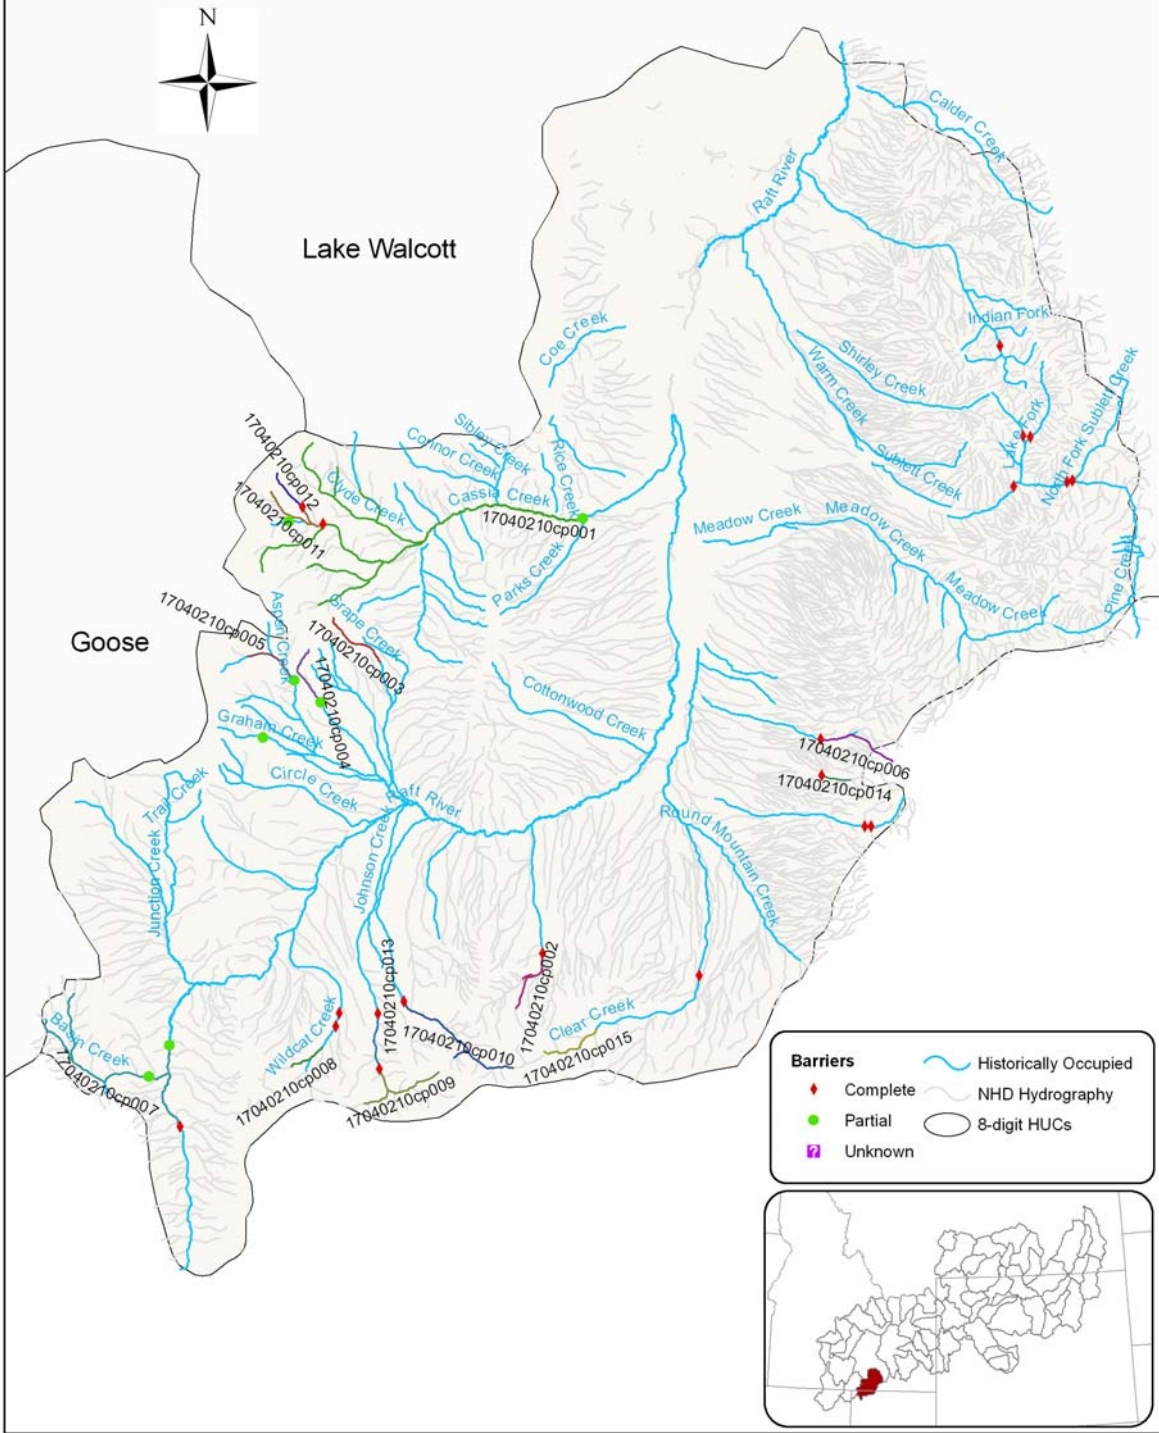 N
Calder Creek
Raft River
Lake Walcott
Indian Fork
Coe Creek
Shirley Creek
Warm Creek
Lake Fork
North Fork Sublett Creek
Sublett Creek
17040210cp012
Sibley Creek
Connor Creek
Rice Creek
Clyde Creek
Cassia Creek
17040210cp001
17040210cp011
Meadow Creek
Meadow Creek
Meadow Creek
Pine Creek
Parks Creek
17040210cp005
Aspen Creek
Grape Creek
17040210cp003
Goose
17040210cp004
Cottonwood Creek
Graham Creek
17040210cp006
17040210cp014
Circle Creek
Trail Creek
Raft River
Junction Creek
Johnson Creek
Round Mountain Creek
17040210cp013
17040210cp002
Basin Creek
17040210cp007
Wildcat Creek
17040210cp008
17040210cp010
17040210cp009
Clear Creek
17040210cp015
Barriers
Complete
Partial
? Unknown
Historically Occupied
NHD Hydrography
8-digit HUCs